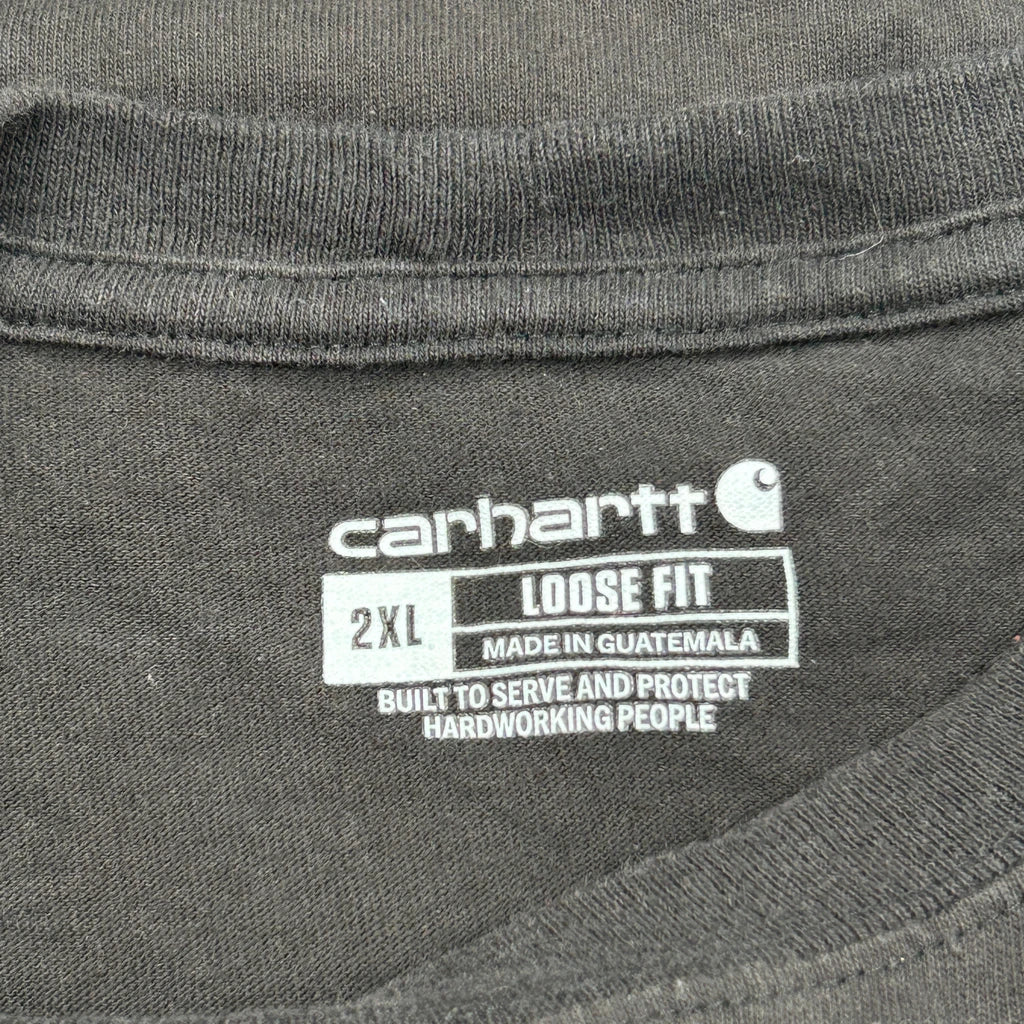 carhartt
2XL
LOOSE FIT
MADE IN GUATEMALA
BUILT TO SERVE AND PROTECT
HARDWORKING PEOPLE